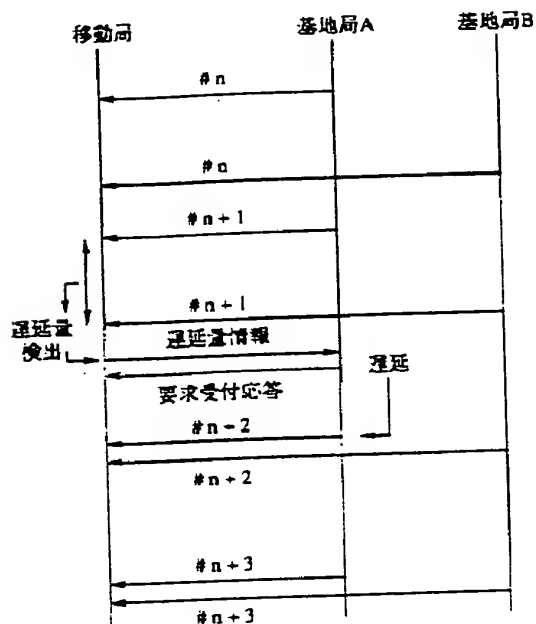 移動局
基地局A
基地局B
#n
#n
#n+1
#n+1
遅延量
検出
遅延量情報
要求受付応答
遅延
#n+2
#n+2
#n+3
#n+3